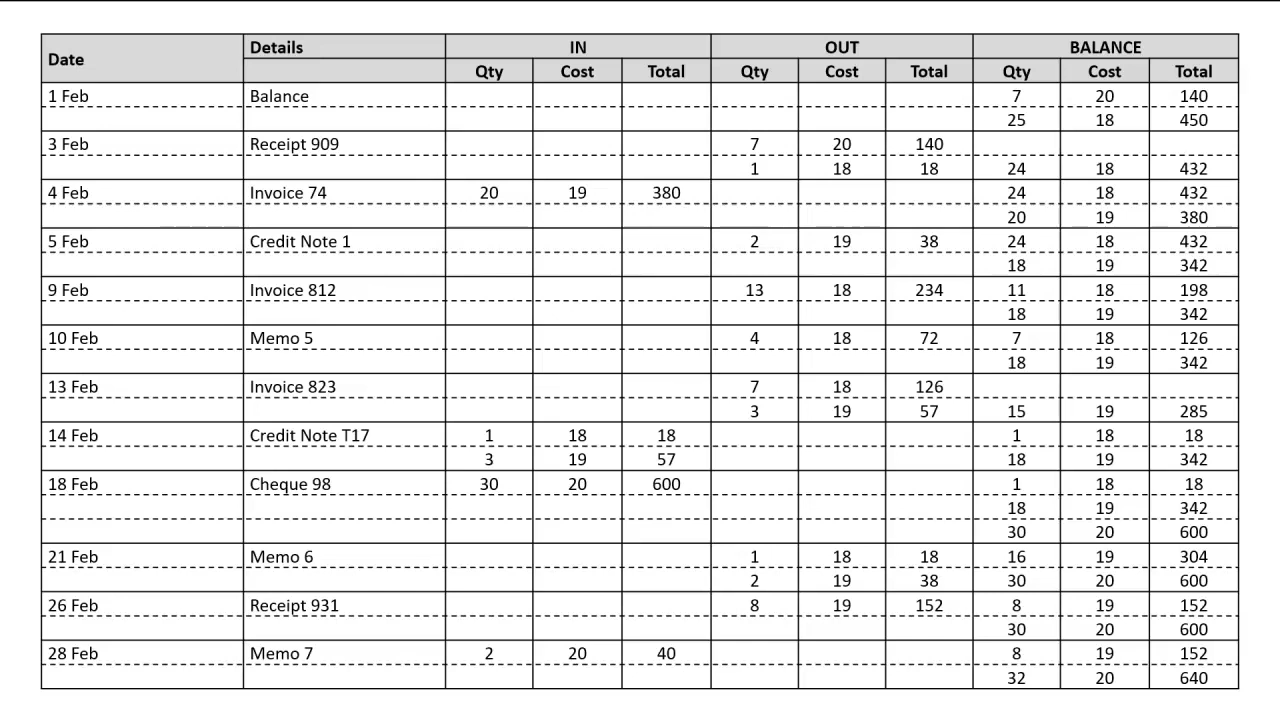 Date Details IN OUT BALANCE
Qty Cost Total Qty Cost Total Qty Cost Total
1 Feb Balance 7 20 140
25 18 450
3 Feb Receipt 909 7 20 140
1 18 18 24 18 432
4 Feb Invoice 74 20 19 380 24 18 432
20 19 380
5 Feb Credit Note 1 2 19 38 24 18 432
18 19 342
9 Feb Invoice 812 13 18 234 11 18 198
18 19 342
10 Feb Memo 5 4 18 72 7 18 126
18 19 342
13 Feb Invoice 823 7 18 126
3 19 57 15 19 285
14 Feb Credit Note T17 1 18 18 1 18 18
3 19 57 18 19 342
18 Feb Cheque 98 30 20 600 1 18 18
18 19 342
30 20 600
21 Feb Memo 6 1 18 18 16 19 304
2 19 38 30 20 600
26 Feb Receipt 931 8 19 152 8 19 152
30 20 600
28 Feb Memo 7 2 20 40 8 19 152
32 20 640